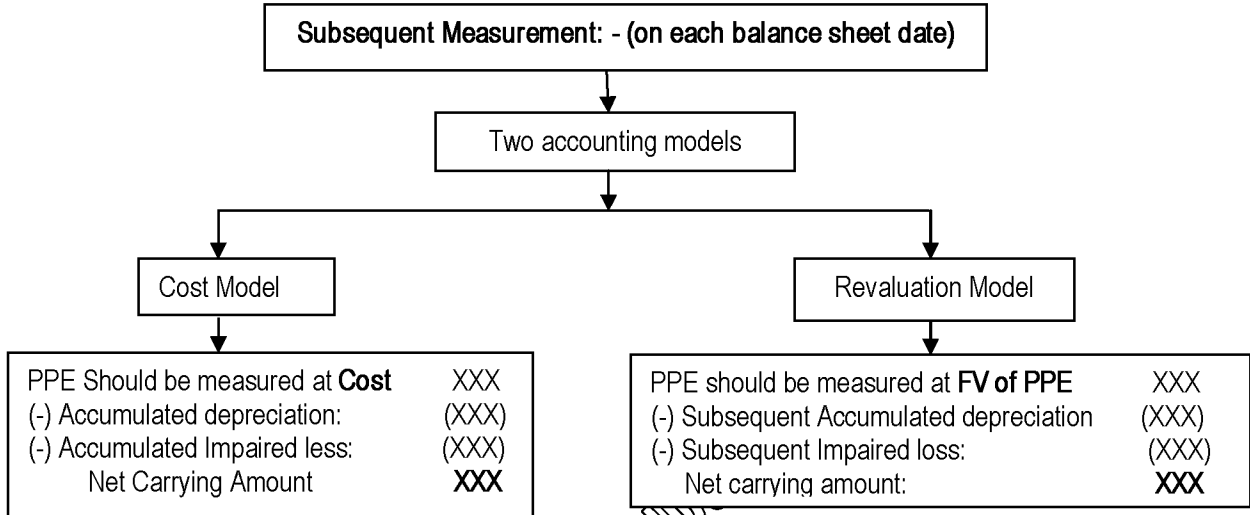 Subsequent Measurement: - (on each balance sheet date)
Two accounting models
Cost Model
Revaluation Model
PPE Should be measured at Cost XXX
(-) Accumulated depreciation: (XXX)
(-) Accumulated Impaired less: (XXX)
Net Carrying Amount XXX
PPE should be measured at FV of PPE XXX
(-) Subsequent Accumulated depreciation (XXX)
(-) Subsequent Impaired loss: (XXX)
Net carrying amount: XXX